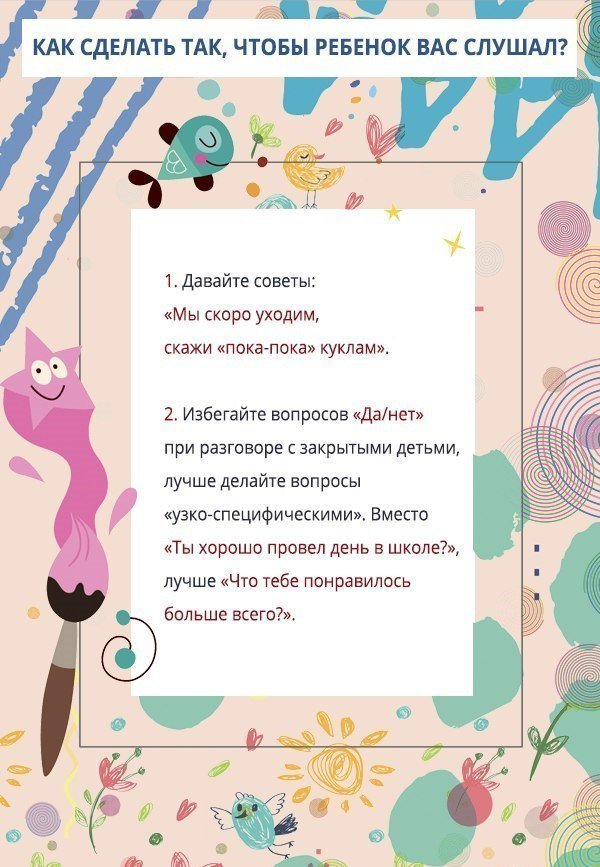 КАК СДЕЛАТЬ ТАК, ЧТОБЫ РЕБЕНОК ВАС СЛУШАЛ?
1. Давайте советы:
«Мы скоро уходим,
скажи «пока-пока» куклам».
2. Избегайте вопросов «Да/нет»
при разговоре с закрытыми детьми,
лучше делайте вопросы
«узко-специфическими». Вместо
«Ты хорошо провел день в школе?»,
лучше «Что тебе понравилось
больше всего?».